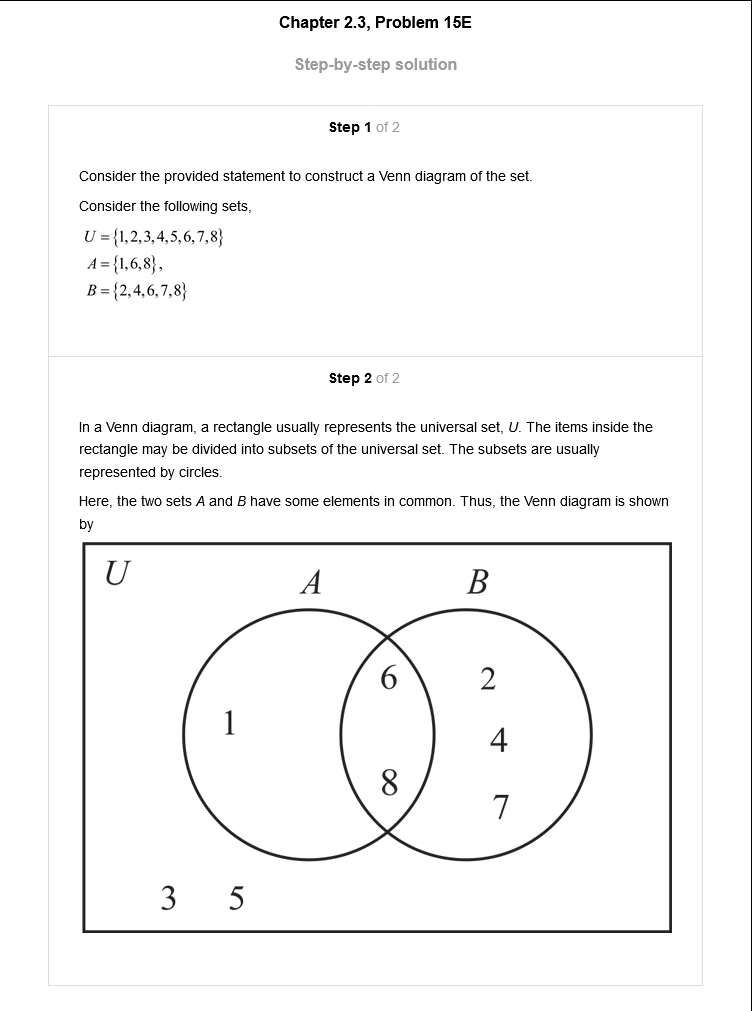 Chapter 2.3, Problem 15E
Step-by-step solution
Step 1 of 2
Consider the provided statement to construct a Venn diagram of the set.
Consider the following sets,
U = {1,2,3,4,5,6,7,8}
A = {1,6,8},
B = {2,4,6,7,8}
Step 2 of 2
In a Venn diagram, a rectangle usually represents the universal set, U. The items inside the
rectangle may be divided into subsets of the universal set. The subsets are usually
represented by circles.
Here, the two sets A and B have some elements in common. Thus, the Venn diagram is shown
by
U
A B
6 2
1
4
8
7
3 5